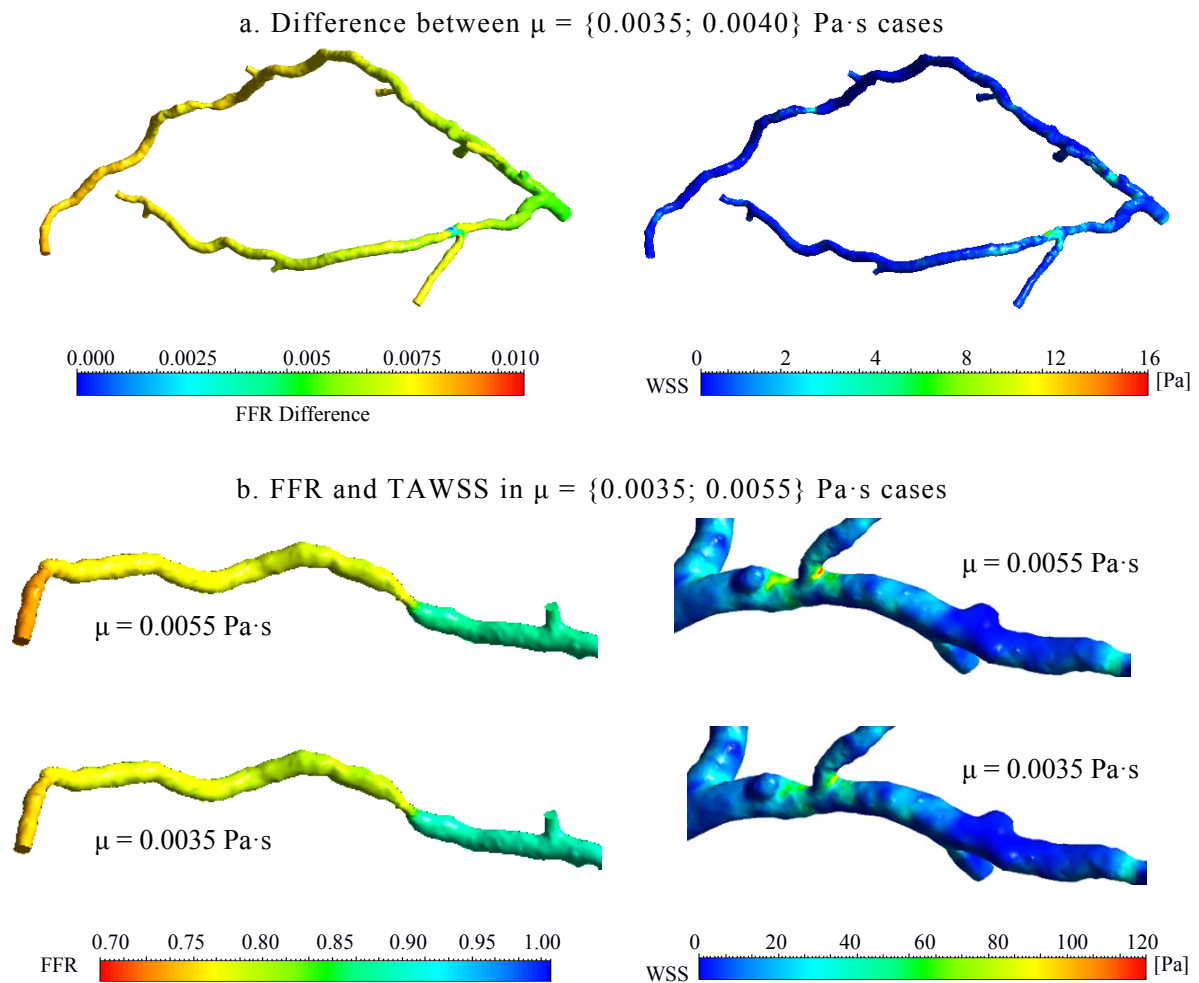 a. Difference between μ = {0.0035; 0.0040} Pa·s cases
0.000 0.0025 0.005 0.0075 0.010
FFR Difference
0 2 4 8 12 16
WSS [Pa]
b. FFR and TAWSS in μ = {0.0035; 0.0055} Pa·s cases
μ = 0.0055 Pa·s
μ = 0.0055 Pa·s
μ = 0.0035 Pa·s
μ = 0.0035 Pa·s
0.70 0.75 0.80 0.85 0.90 0.95 1.00
FFR
0 20 40 60 80 100 120
WSS [Pa]